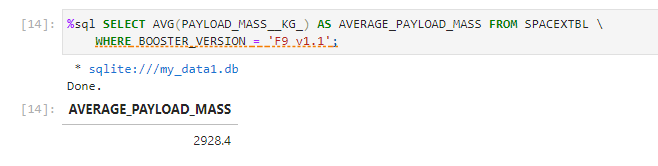 [14]: %sql SELECT AVG(PAYLOAD_MASS__KG_) AS AVERAGE_PAYLOAD_MASS FROM SPACEXTBL \
WHERE BOOSTER_VERSION = 'F9 v1.1';
* sqlite:///my_data1.db
Done.
[14]: AVERAGE_PAYLOAD_MASS
2928.4